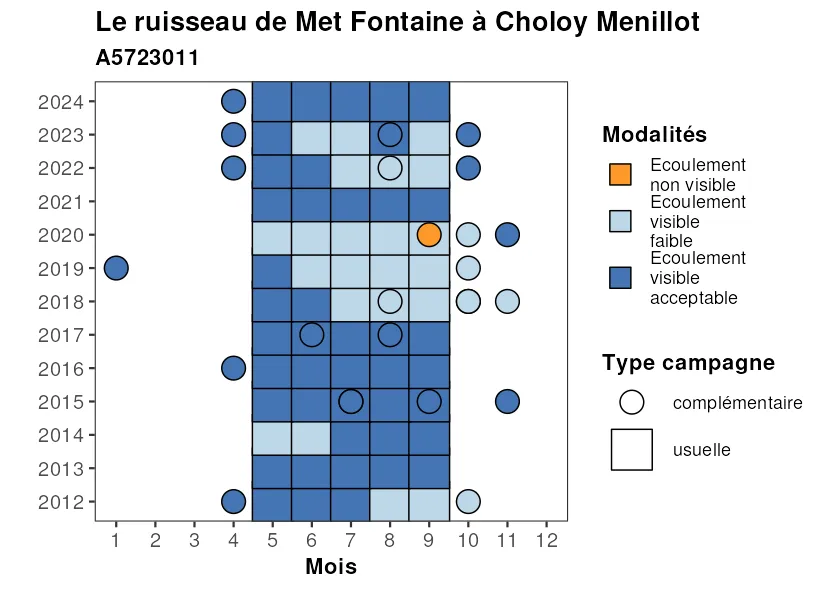 Le ruisseau de Met Fontaine à Choloy Menillot
A5723011
2024
2023
2022
2021
2020
2019
2018
2017
2016
2015
2014
2013
2012
1 2 3 4 5 6 7 8 9 10 11 12
Mois
Modalités
Ecoulement
non visible
Ecoulement
visible
faible
Ecoulement
visible
acceptable
Type campagne
complémentaire
usuelle